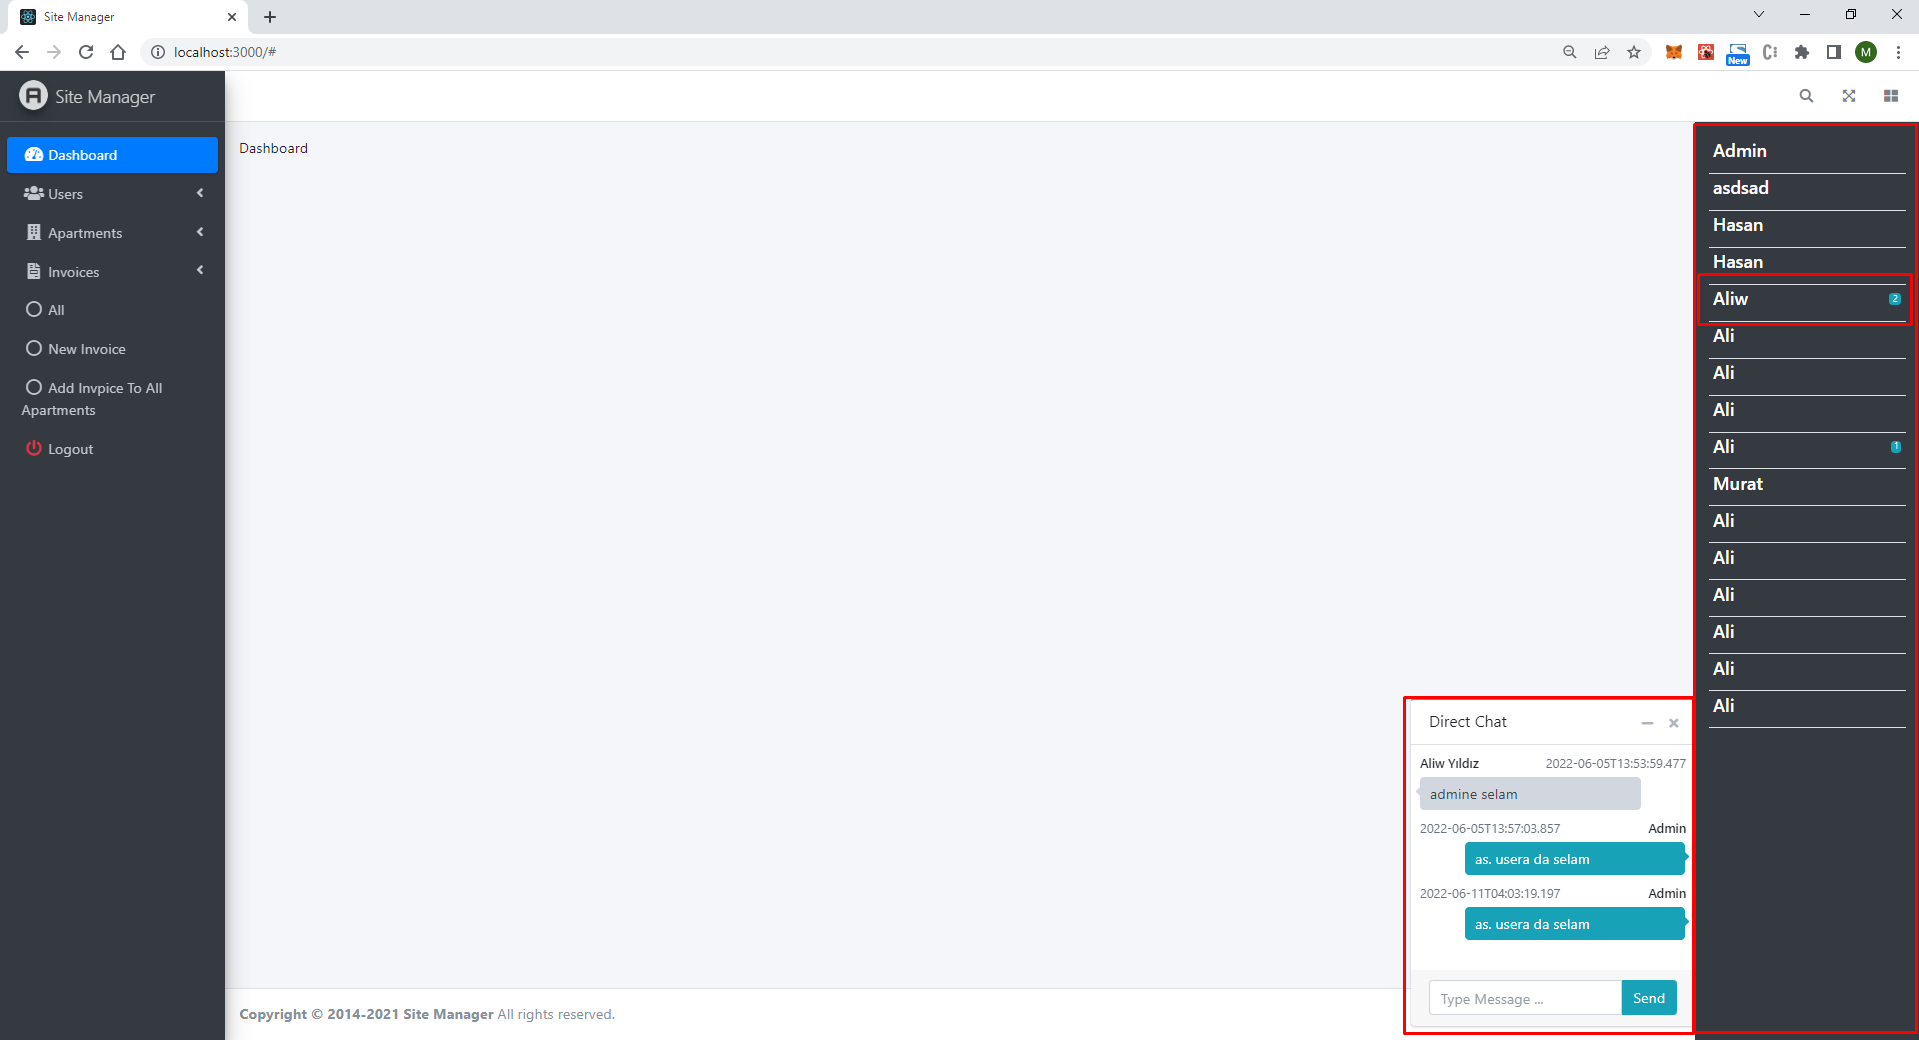 Site Manager
localhost:3000/#
New
M
Site Manager
Dashboard
Users
Apartments
Invoices
All
New Invoice
Add Invpice To All
Apartments
Logout
Dashboard
Admin
asdsad
Hasan
Hasan
Aliw 2
Ali
Ali
Ali
Ali 1
Murat
Ali
Ali
Ali
Ali
Ali
Ali
Direct Chat
Aliw Yıldız 2022-06-05T13:53:59.477
admine selam
2022-06-05T13:57:03.857 Admin
as. usera da selam
2022-06-11T04:03:19.197 Admin
as. usera da selam
Type Message ... Send
Copyright © 2014-2021 Site Manager All rights reserved.